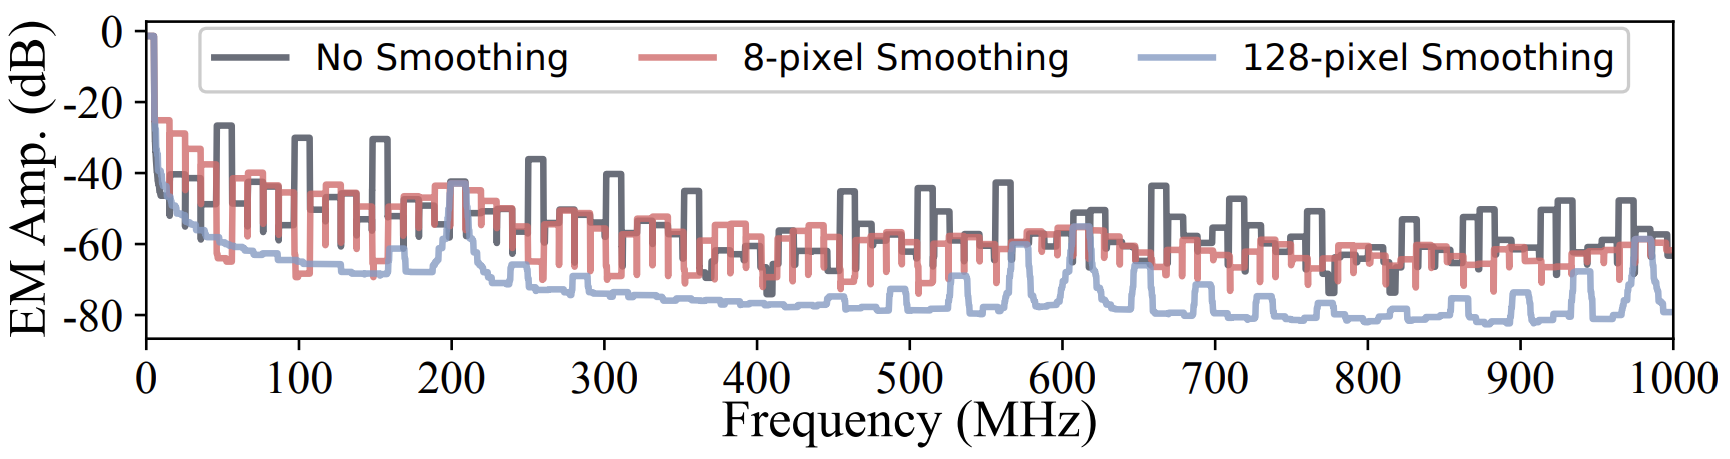 EM Amp. (dB)
0
-20
-40
-60
-80
No Smoothing 8-pixel Smoothing 128-pixel Smoothing
0 100 200 300 400 500 600 700 800 900 1000
Frequency (MHz)